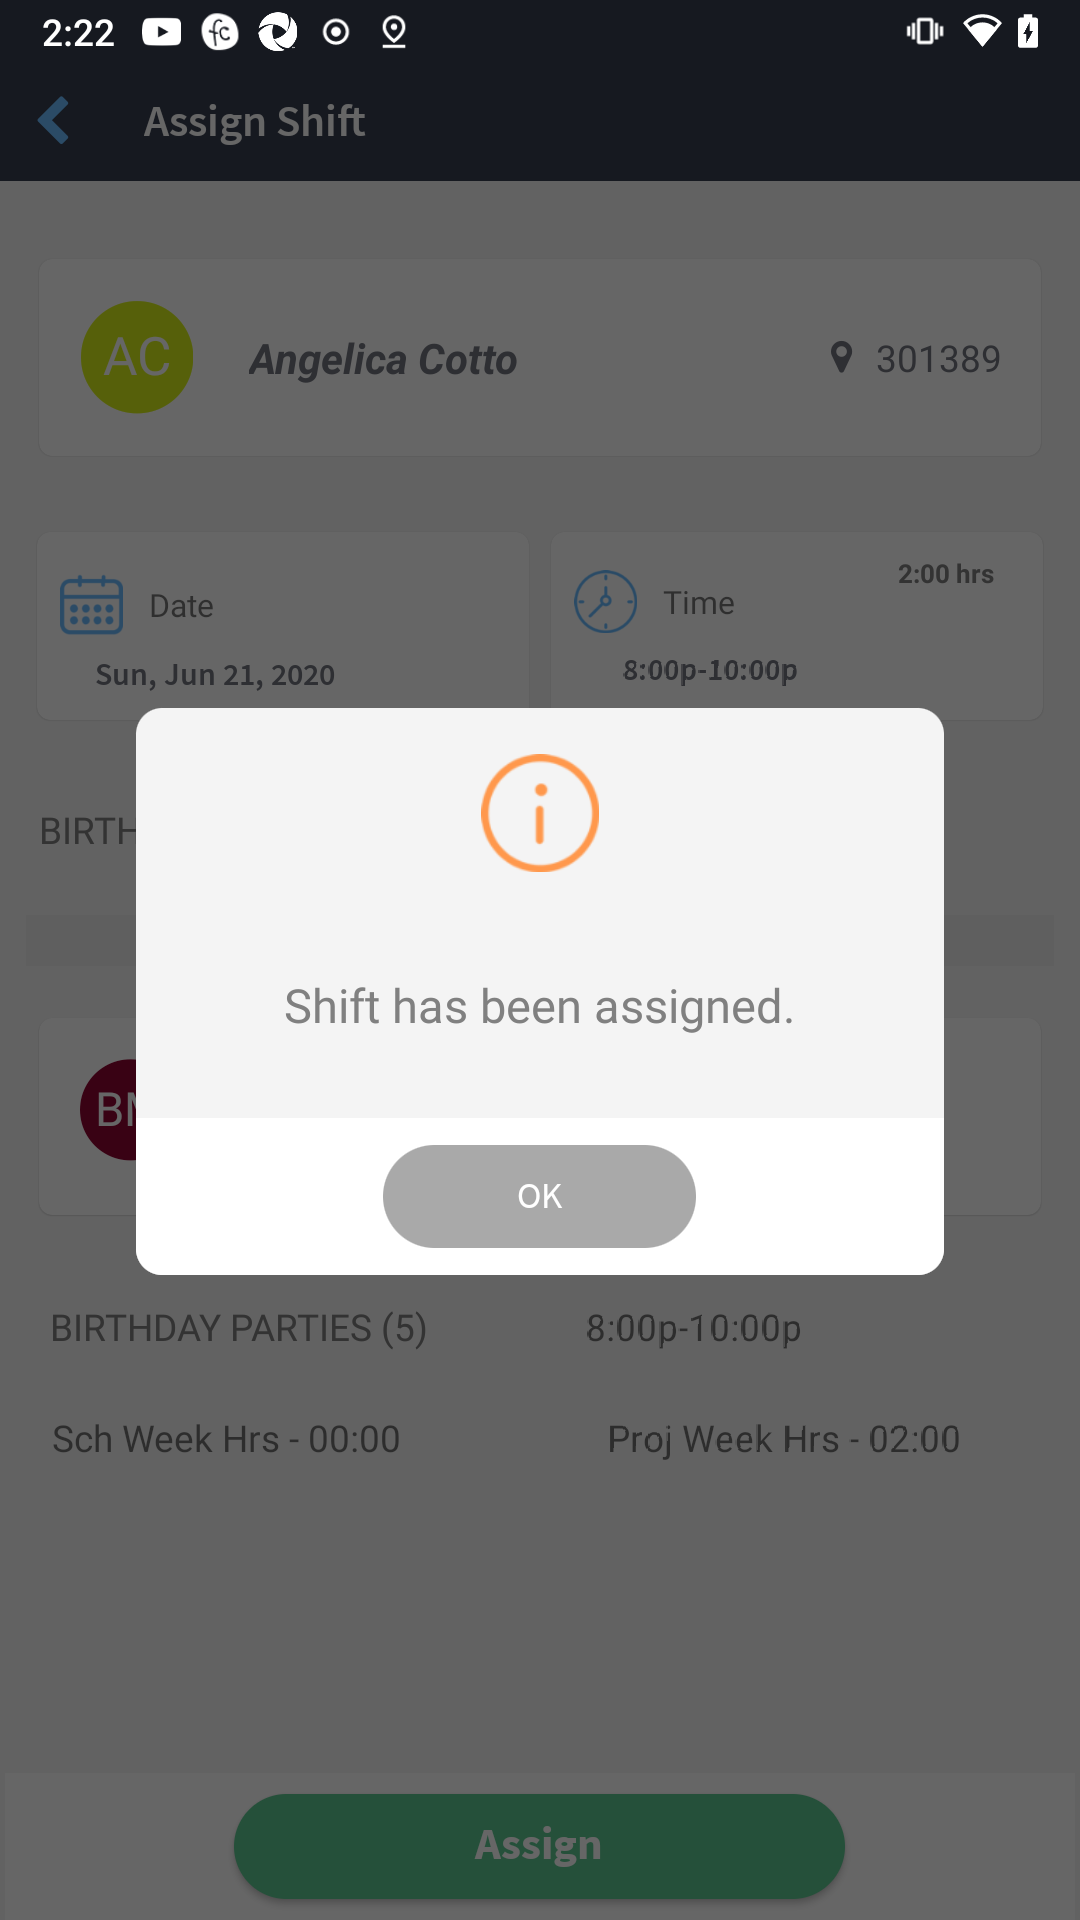 2:22
Assign Shift
AC
Angelica Cotto
301389
Date
Sun, Jun 21, 2020
Time
2:00 hrs
8:00p-10:00p
Shift has been assigned.
OK
BIRTHDAY PARTIES (5)
8:00p-10:00p
Sch Week Hrs - 00:00
Proj Week Hrs - 02:00
Assign